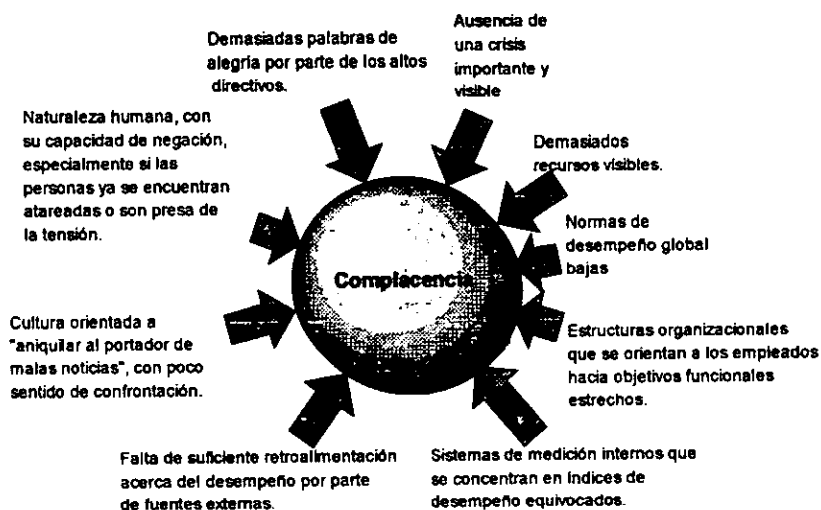 Demasiadas palabras de
alegria por parte de los altos
directivos.
Ausencia de
una crisis
importante y
visible
Naturaleza humana, con
su capacidad de negación,
especialmente si las
personas ya se encuentran
atareadas o son presa de
la tensión.
Demasiados
recursos visibles.
Normas de
desempeño global
bajas
Complacencia
Cultura orientada a
"aniquilar al portador de
malas noticias", con poco
sentido de confrontación.
Estructuras organizacionales
que se orientan a los empleados
hacia objetivos funcionales
estrechos.
Falta de suficiente retroalimentación
acerca del desempeño por parte
de fuentes externas.
Sistemas de medición internos que
se concentran en índices de
desempeño equivocados.